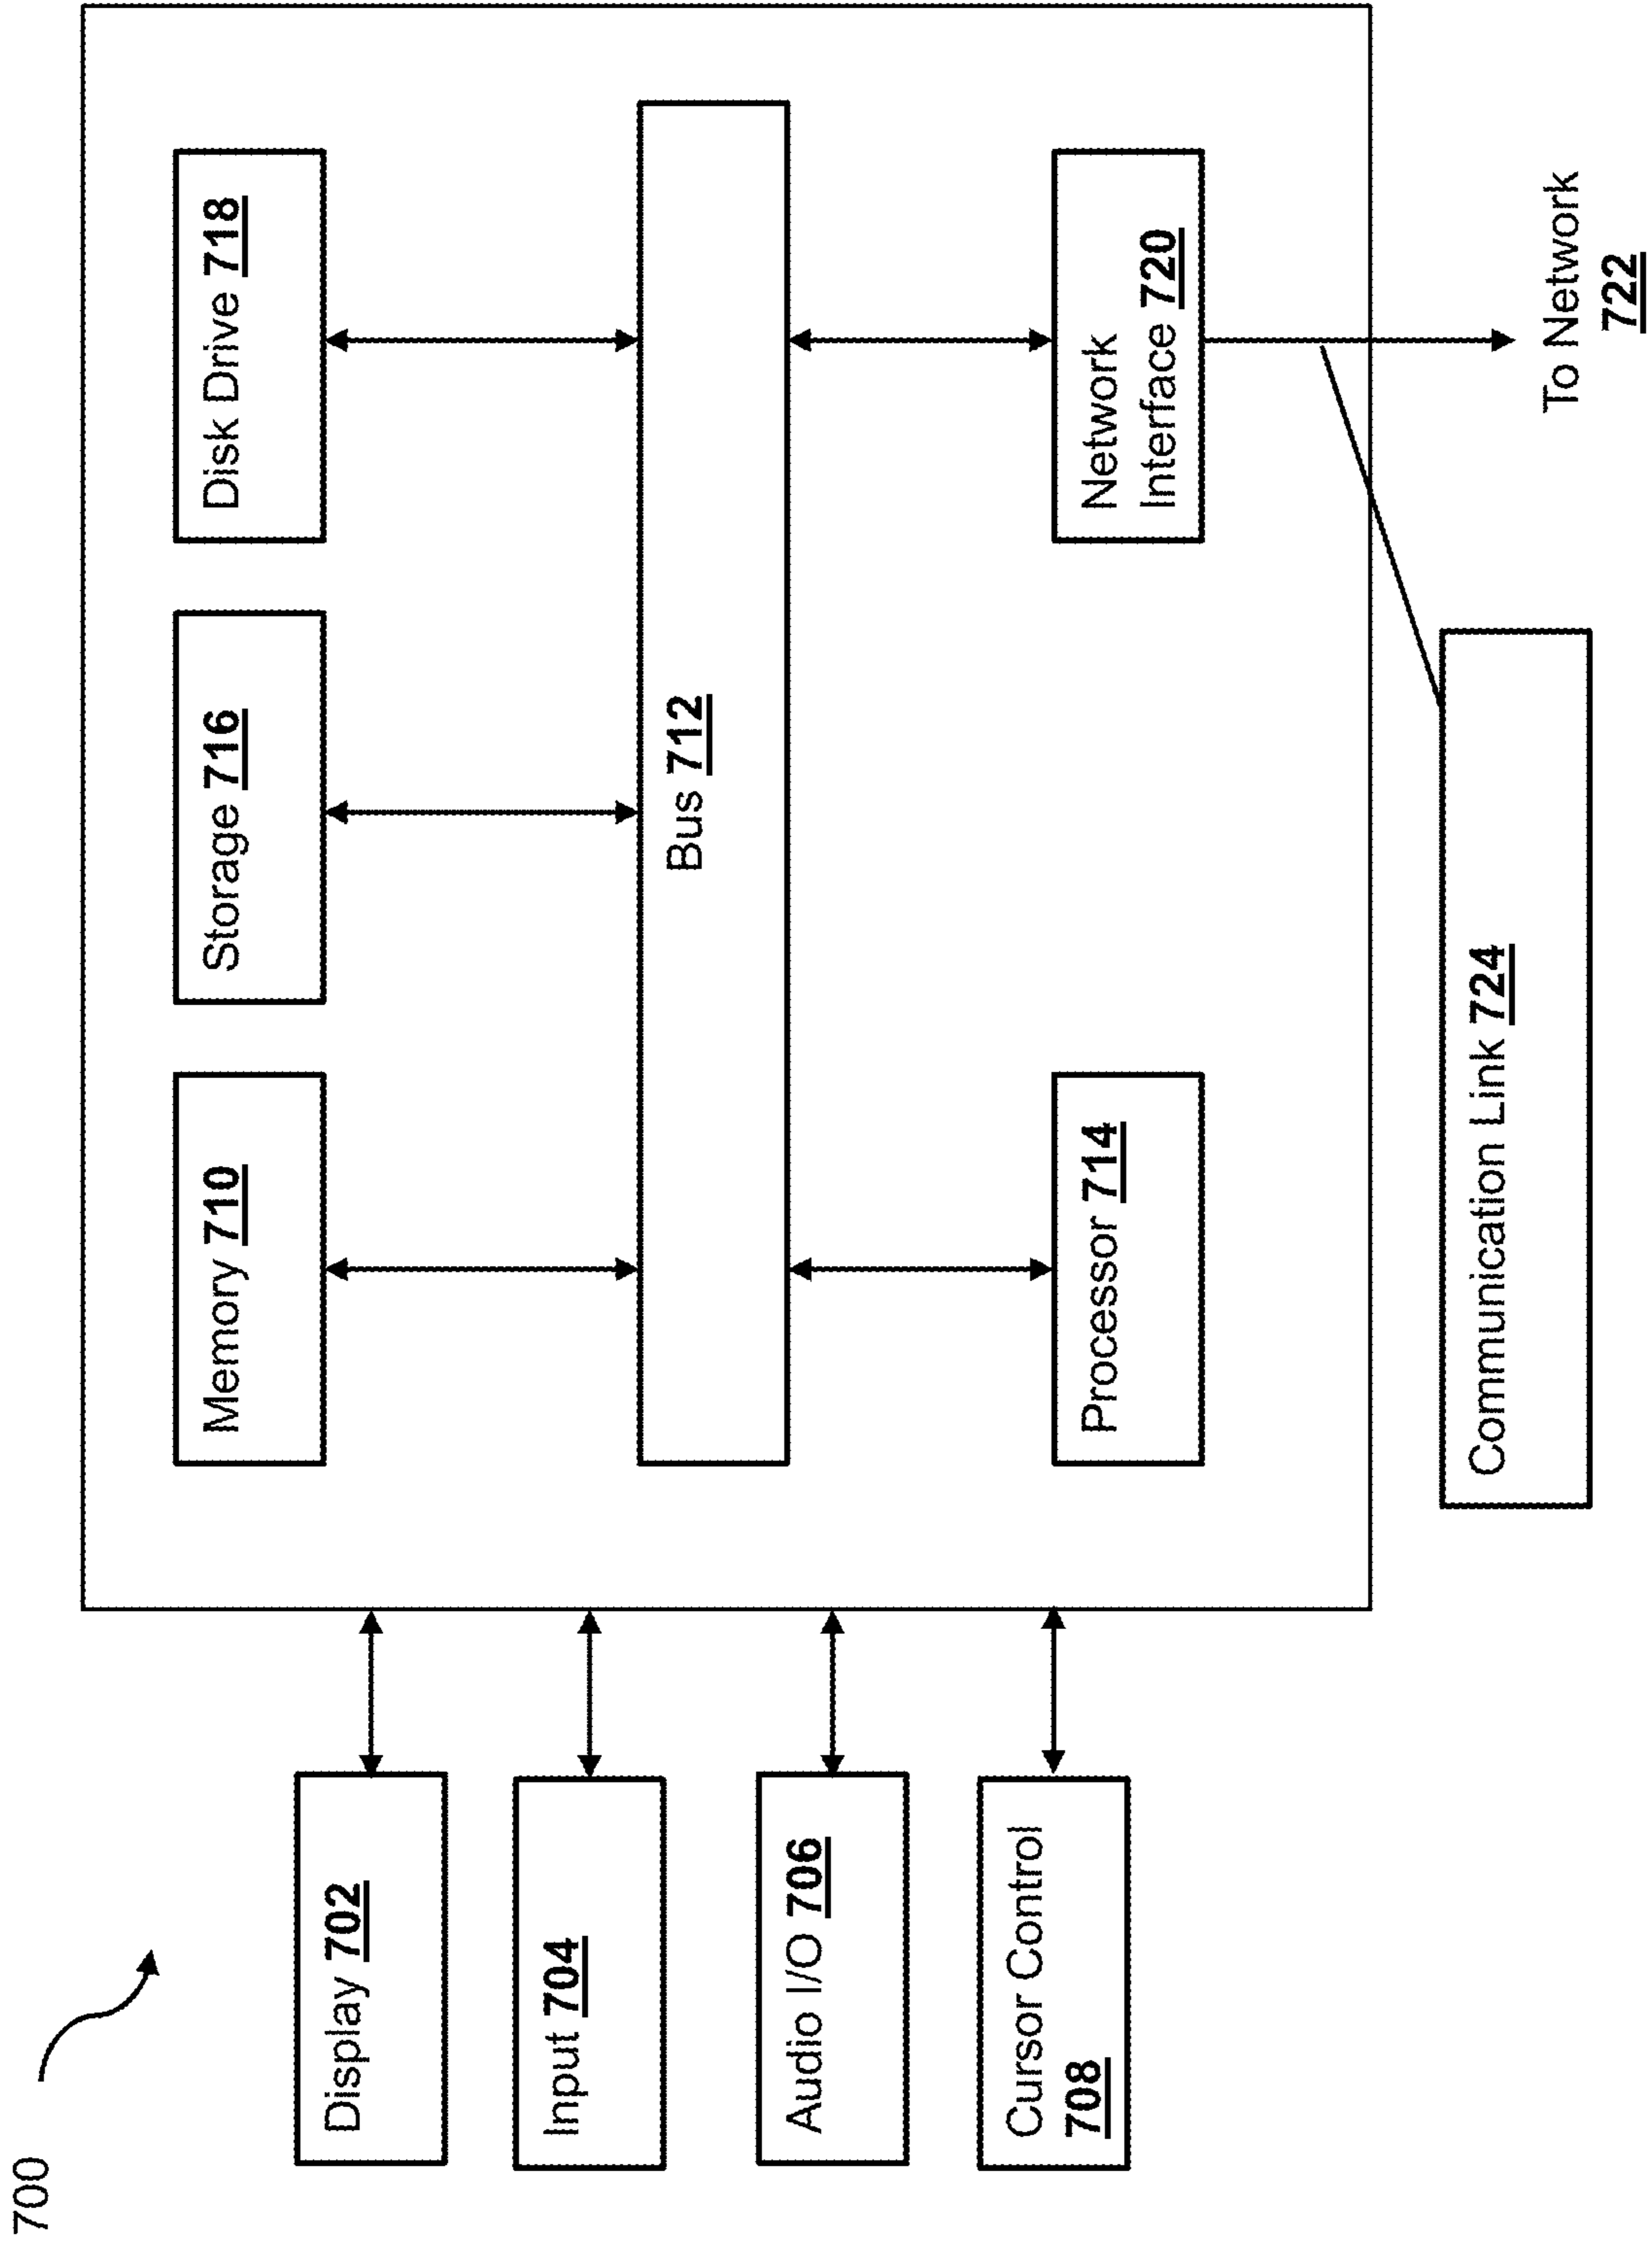 700
Display 702
Input 704
Audio I/O 706
Cursor Control
708
Memory 710
Storage 716
Disk Drive 718
Bus 712
Processor 714
Network
Interface 720
Communication Link 724
To Network
722